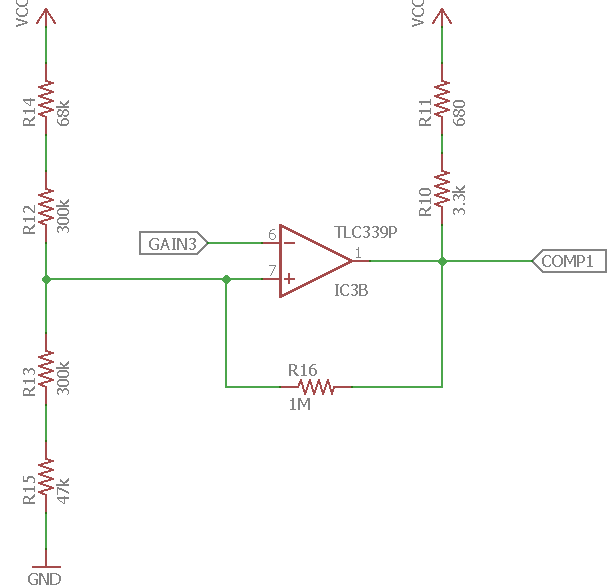 VCC
VCC
R14
68k
R11
680
R12
300k
R10
3.3k
TLC339P
GAIN3
6
7
1
COMP1
IC3B
R13
300k
R16
1M
R15
47k
GND